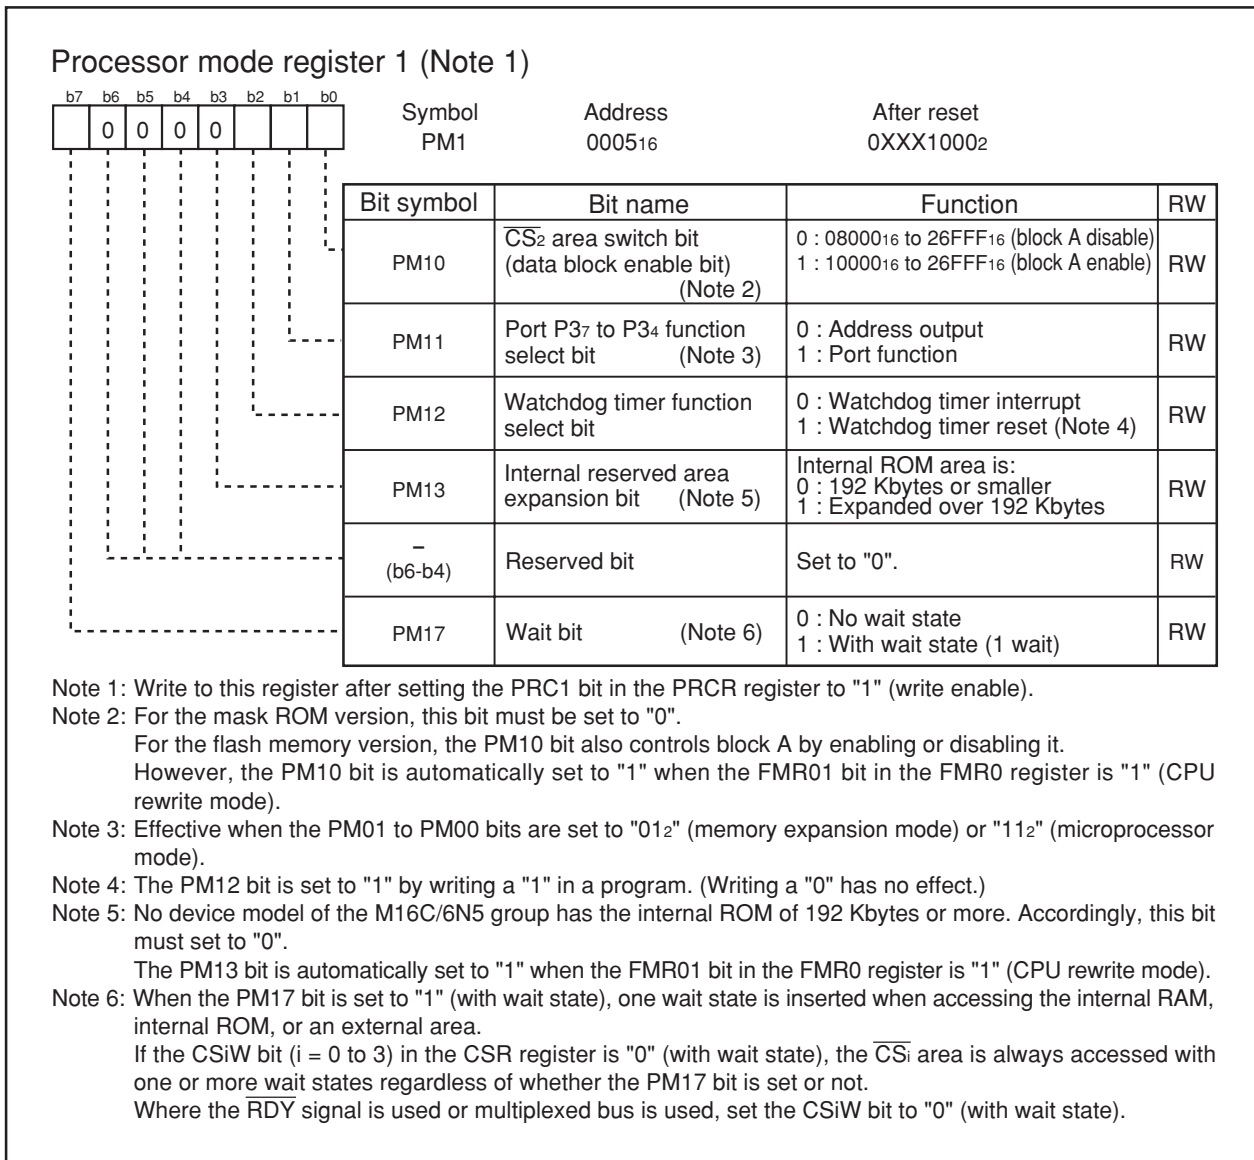 Processor mode register 1 (Note 1)
b7 b6 b5 b4 b3 b2 b1 b0
0 0 0 0
Symbol Address After reset
PM1 000516 0XXX10002
Bit symbol Bit name Function RW
PM10 C̅S̅2 area switch bit (data block enable bit) (Note 2) 0 : 0800016 to 26FFF16 (block A disable) 1 : 1000016 to 26FFF16 (block A enable) RW
PM11 Port P37 to P34 function select bit (Note 3) 0 : Address output 1 : Port function RW
PM12 Watchdog timer function select bit 0 : Watchdog timer interrupt 1 : Watchdog timer reset (Note 4) RW
PM13 Internal reserved area expansion bit (Note 5) Internal ROM area is: 0 : 192 Kbytes or smaller 1 : Expanded over 192 Kbytes RW
– (b6-b4) Reserved bit Set to "0". RW
PM17 Wait bit (Note 6) 0 : No wait state 1 : With wait state (1 wait) RW
Note 1: Write to this register after setting the PRC1 bit in the PRCR register to "1" (write enable).
Note 2: For the mask ROM version, this bit must be set to "0".
For the flash memory version, the PM10 bit also controls block A by enabling or disabling it.
However, the PM10 bit is automatically set to "1" when the FMR01 bit in the FMR0 register is "1" (CPU
rewrite mode).
Note 3: Effective when the PM01 to PM00 bits are set to "012" (memory expansion mode) or "112" (microprocessor
mode).
Note 4: The PM12 bit is set to "1" by writing a "1" in a program. (Writing a "0" has no effect.)
Note 5: No device model of the M16C/6N5 group has the internal ROM of 192 Kbytes or more. Accordingly, this bit
must set to "0".
The PM13 bit is automatically set to "1" when the FMR01 bit in the FMR0 register is "1" (CPU rewrite mode).
Note 6: When the PM17 bit is set to "1" (with wait state), one wait state is inserted when accessing the internal RAM,
internal ROM, or an external area.
If the CSiW bit (i = 0 to 3) in the CSR register is "0" (with wait state), the C̅S̅i area is always accessed with
one or more wait states regardless of whether the PM17 bit is set or not.
Where the R̅D̅Y̅ signal is used or multiplexed bus is used, set the CSiW bit to "0" (with wait state).